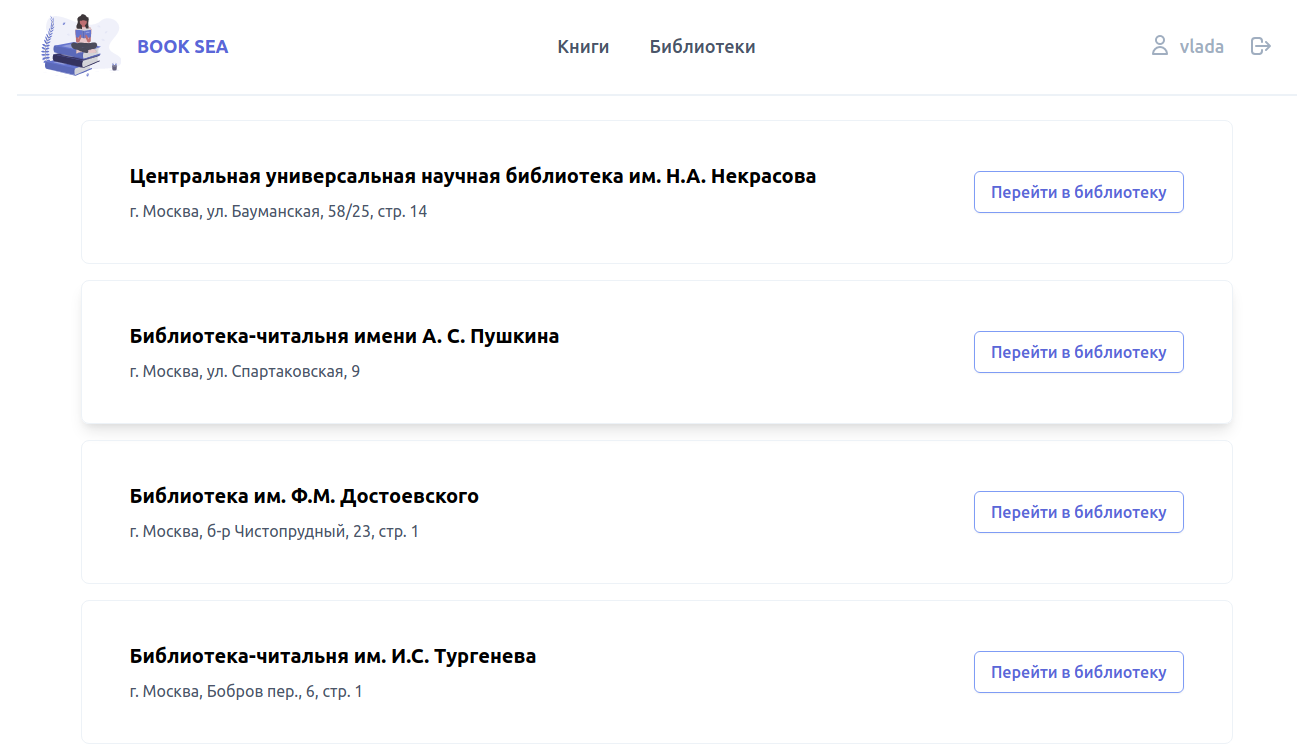 BOOK SEA
Книги
Библиотеки
vlada
Центральная универсальная научная библиотека им. Н.А. Некрасова
г. Москва, ул. Бауманская, 58/25, стр. 14
Перейти в библиотеку
Библиотека-читальня имени А. С. Пушкина
г. Москва, ул. Спартаковская, 9
Перейти в библиотеку
Библиотека им. Ф.М. Достоевского
г. Москва, б-р Чистопрудный, 23, стр. 1
Перейти в библиотеку
Библиотека-читальня им. И.С. Тургенева
г. Москва, Бобров пер., 6, стр. 1
Перейти в библиотеку